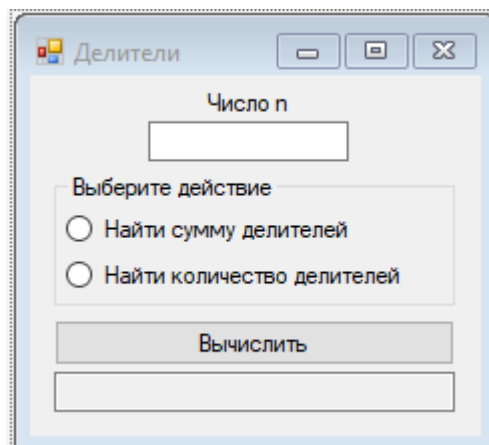 Делители
Число n
Выберите действие
Найти сумму делителей
Найти количество делителей
Вычислить